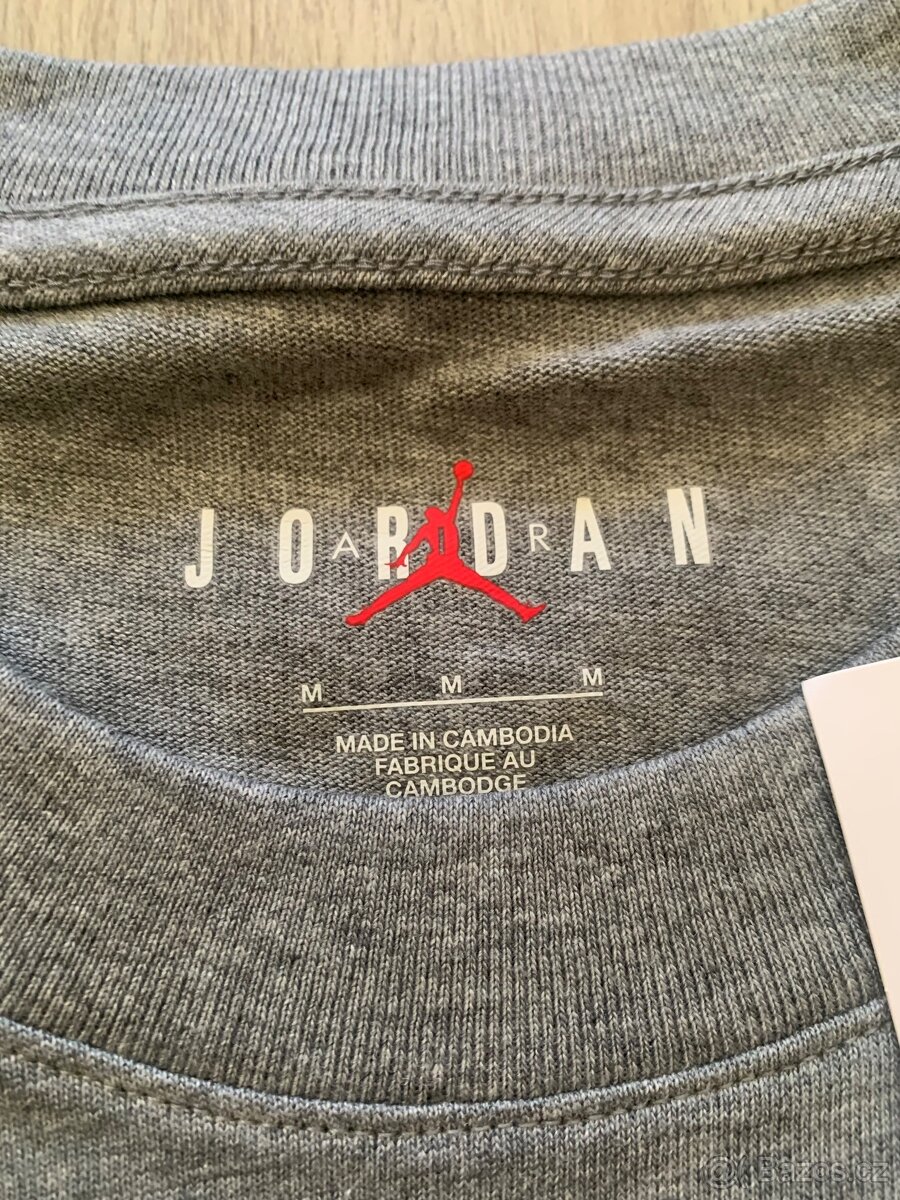 JORDAN
AIR
M M M
MADE IN CAMBODIA
FABRIQUE AU
CAMBODGE
Bazos.cz